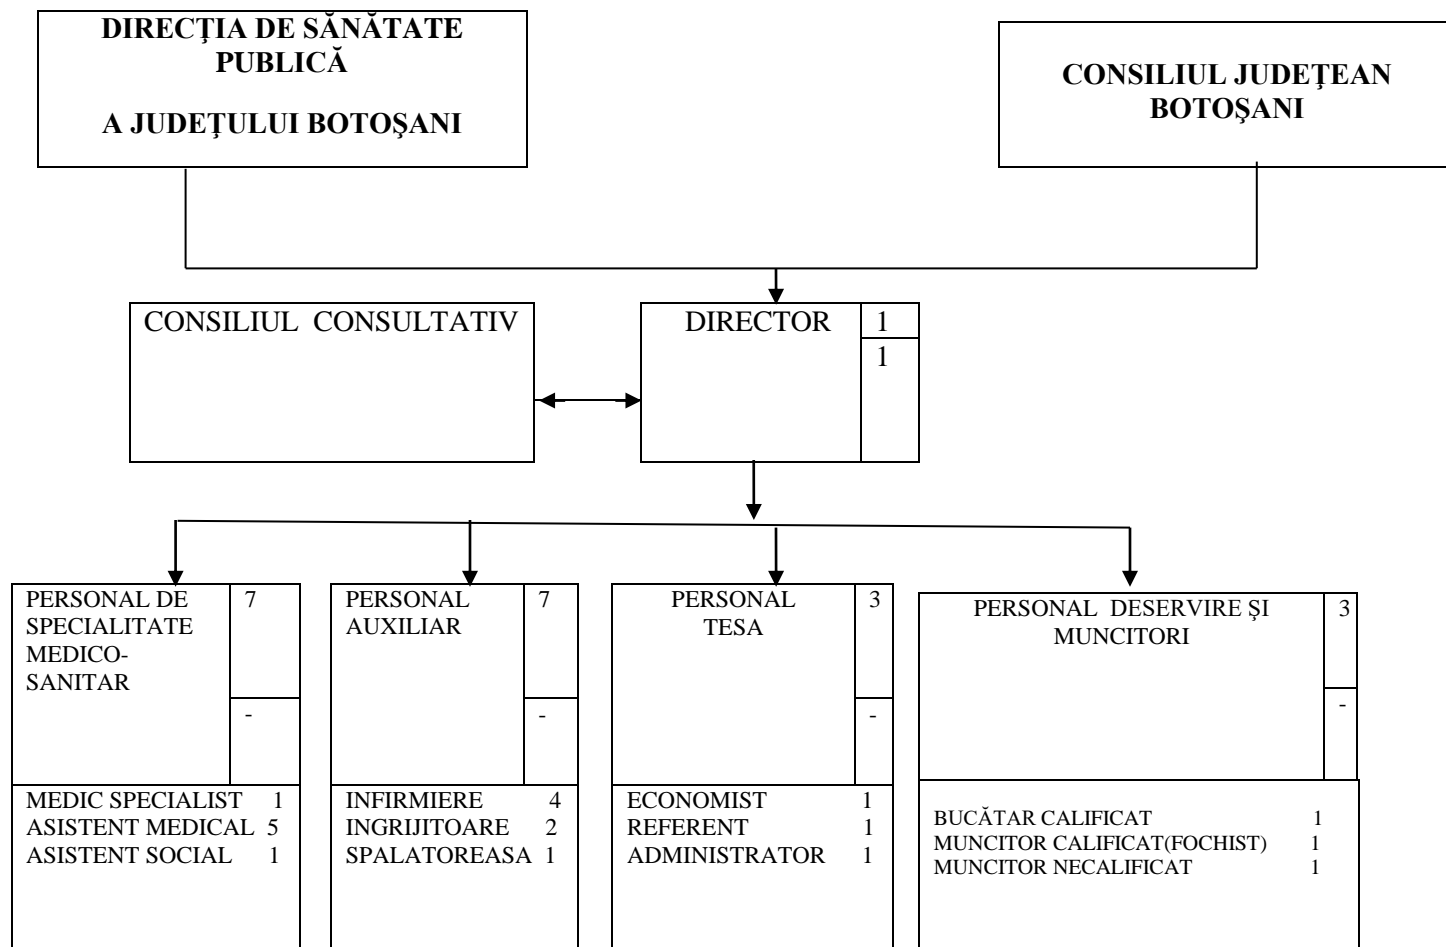 DIRECŢIA DE SĂNĂTATE
PUBLICĂ
A JUDEŢULUI BOTOŞANI
CONSILIUL JUDEŢEAN
BOTOŞANI
CONSILIUL CONSULTATIV
DIRECTOR 1
1
PERSONAL DE 7
SPECIALITATE
MEDICO-
SANITAR
-
MEDIC SPECIALIST 1
ASISTENT MEDICAL 5
ASISTENT SOCIAL 1
PERSONAL 7
AUXILIAR
-
INFIRMIERE 4
INGRIJITOARE 2
SPALATOREASA 1
PERSONAL 3
TESA
-
ECONOMIST 1
REFERENT 1
ADMINISTRATOR 1
PERSONAL DESERVIRE ŞI 3
MUNCITORI
-
BUCĂTAR CALIFICAT 1
MUNCITOR CALIFICAT(FOCHIST) 1
MUNCITOR NECALIFICAT 1